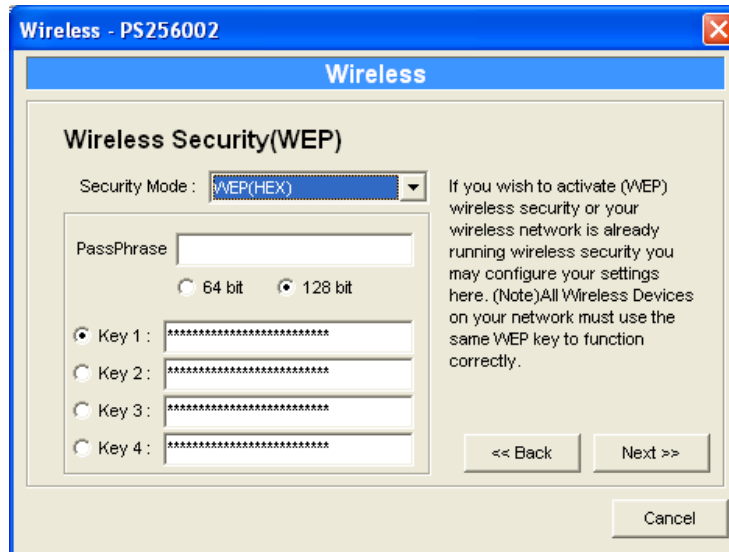 Wireless - PS256002
Wireless
Wireless Security(WEP)
Security Mode : WEP(HEX)
PassPhrase
64 bit 128 bit
Key 1 : **************************
Key 2 : **************************
Key 3 : **************************
Key 4 : **************************
If you wish to activate (WEP)
wireless security or your
wireless network is already
running wireless security you
may configure your settings
here. (Note)All Wireless Devices
on your network must use the
same WEP key to function
correctly.
<< Back Next >>
Cancel